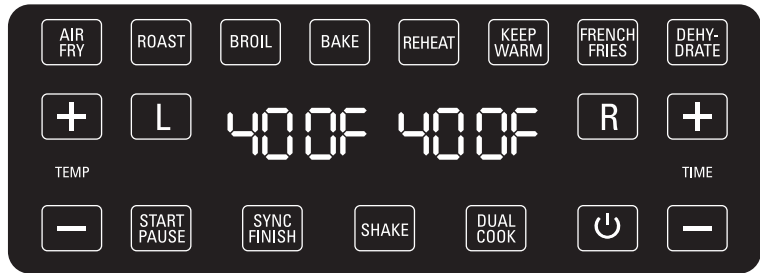 AIR FRY ROAST BROIL BAKE REHEAT KEEP WARM FRENCH FRIES DEHY-DRATE
+ L 400F 400F R +
TEMP TIME
− START PAUSE SYNC FINISH SHAKE DUAL COOK −